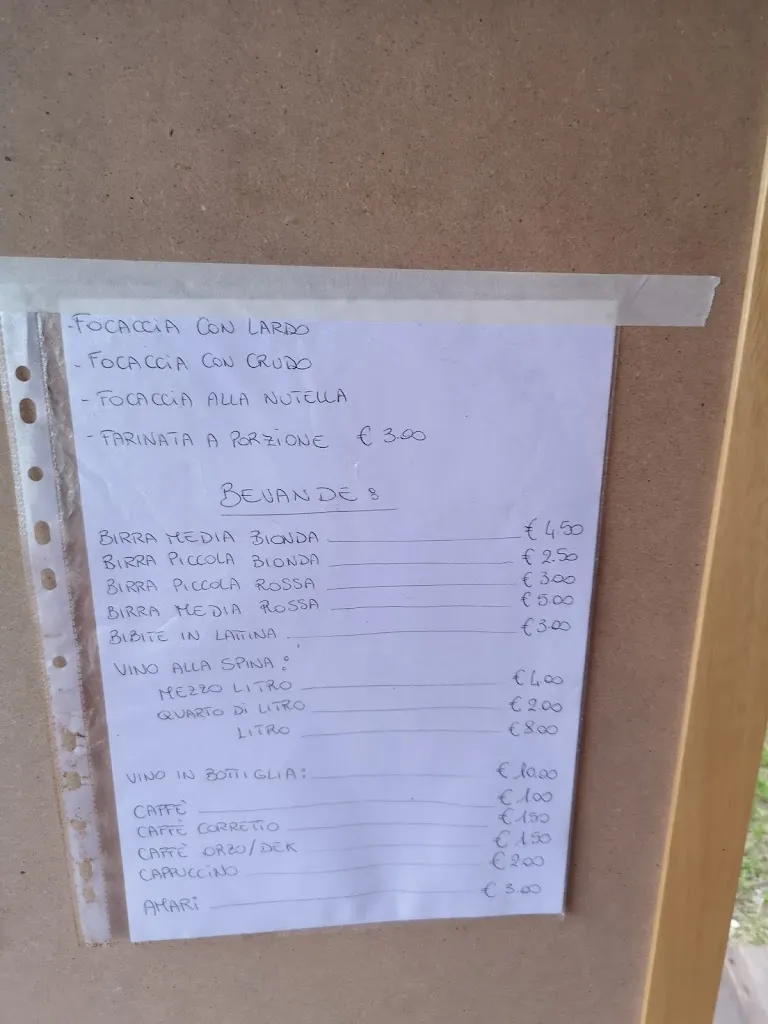 - FOCACCIA CON LARDO
- FOCACCIA CON CRUDO
- FOCACCIA ALLA NUTELLA
- FARINATA A PORZIONE € 3.00
BEVANDE:
BIRRA MEDIA BIONDA € 4,50
BIRRA PICCOLA BIONDA € 2.50
BIRRA PICCOLA ROSSA € 3.00
BIRRA MEDIA ROSSA € 5.00
BIBITE IN LATTINA € 3.00
VINO ALLA SPINA:
MEZZO LITRO € 4,00
QUARTO DI LITRO € 2.00
LITRO € 8.00
VINO IN BOTTIGLIA: € 10.00
CAFFÈ € 1.00
CAFFÈ CORRETTO € 1.50
CAFFÈ ORZO/DEK € 1.50
CAPPUCCINO € 2.00
AMARI € 3.00